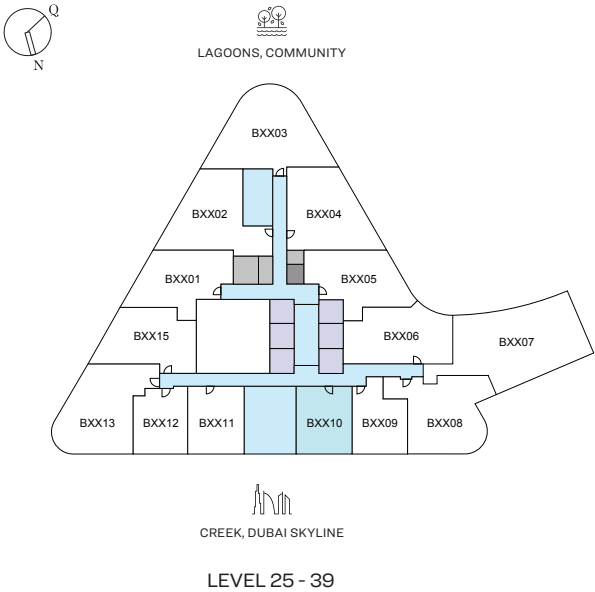 Q
N
LAGOONS, COMMUNITY
BXX03
BXX02
BXX04
BXX01
BXX05
BXX15
BXX06
BXX07
BXX13
BXX12
BXX11
BXX10
BXX09
BXX08
CREEK, DUBAI SKYLINE
LEVEL 25 - 39